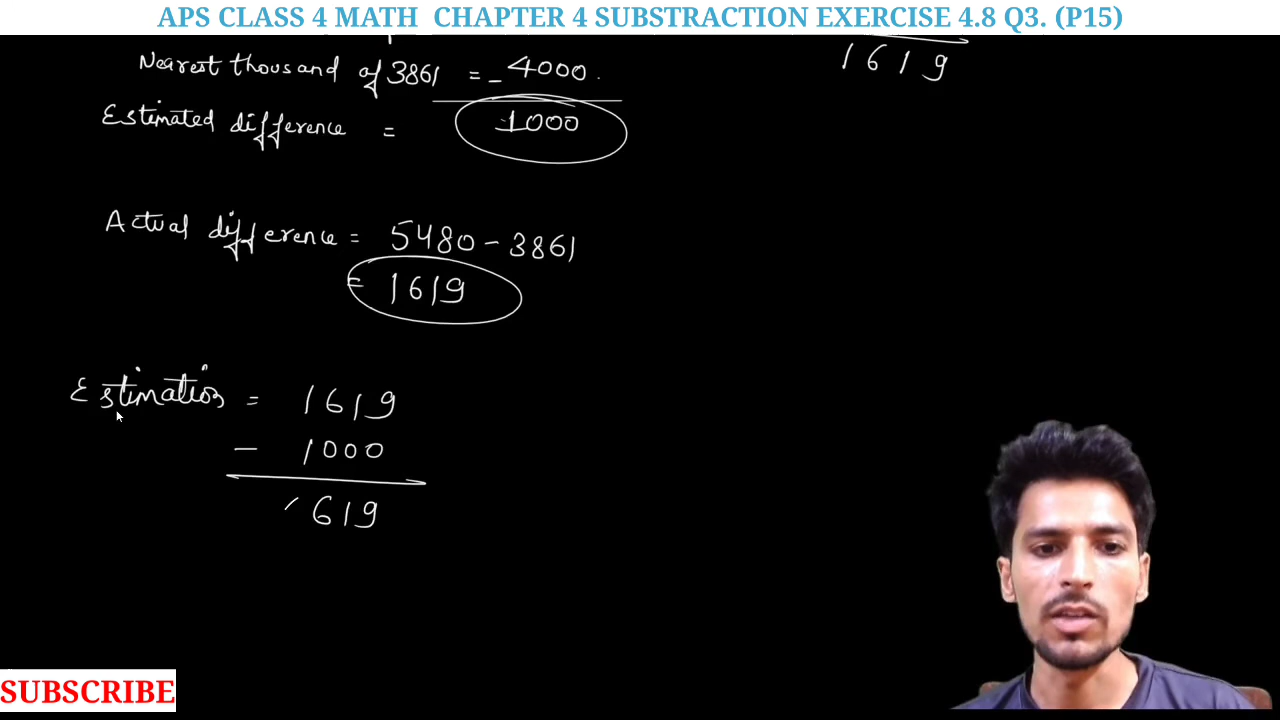 APS CLASS 4 MATH CHAPTER 4 SUBSTRACTION EXERCISE 4.8 Q3. (P15)
Nearest thousand of 3861 = - 4000
1619
Estimated difference = 1000
Actual difference = 5480 - 3861
= 1619
Estimation = 1619
- 1000
619
SUBSCRIBE